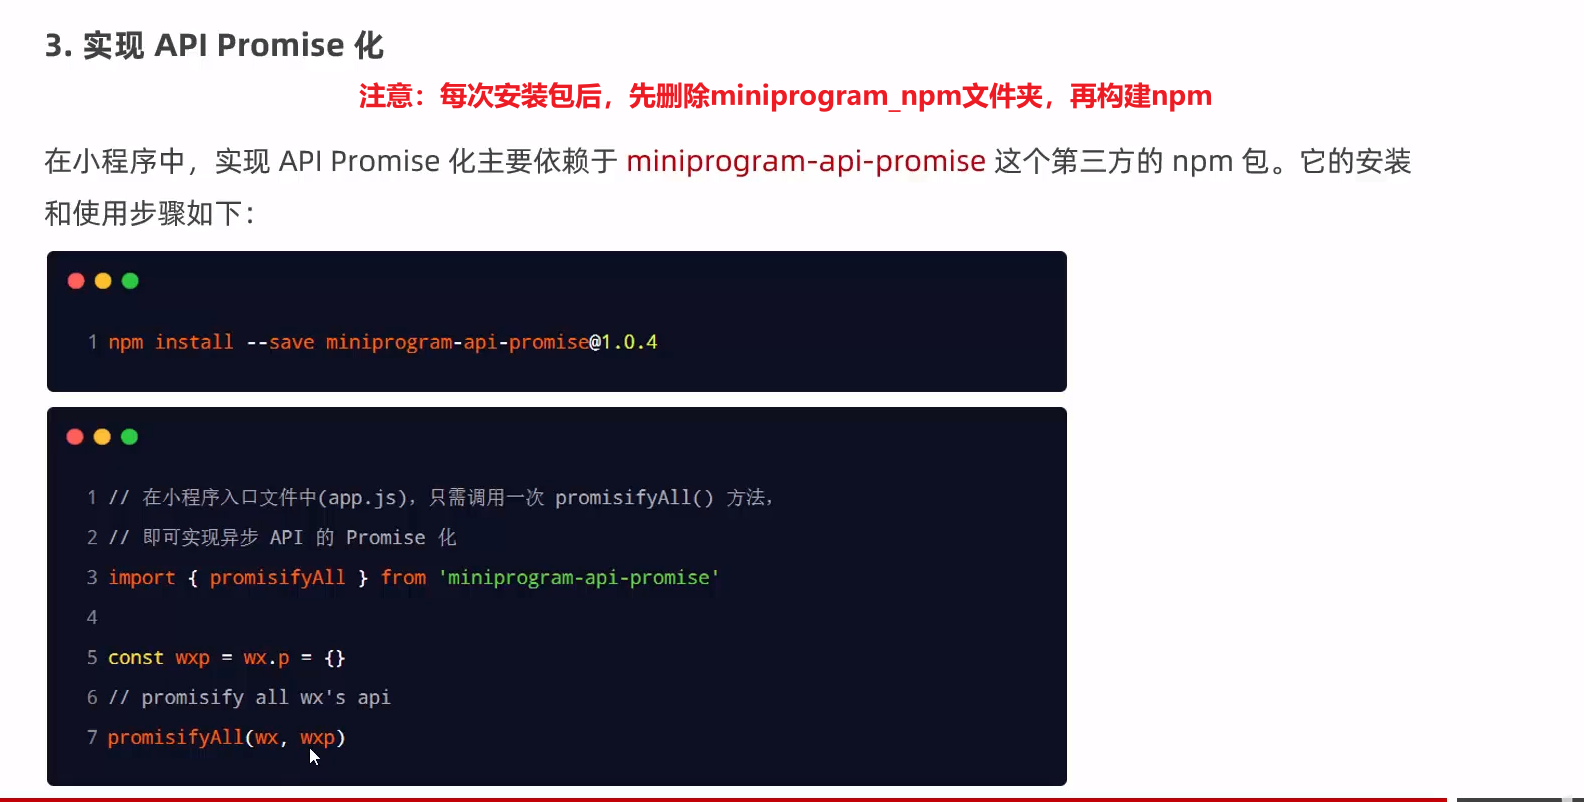 3. 实现 API Promise 化
注意：每次安装包后，先删除miniprogram_npm文件夹，再构建npm
在小程序中，实现 API Promise 化主要依赖于 miniprogram-api-promise 这个第三方的 npm 包。它的安装
和使用步骤如下：
1 npm install --save miniprogram-api-promise@1.0.4
1 // 在小程序入口文件中(app.js)，只需调用一次 promisifyAll() 方法，
2 // 即可实现异步 API 的 Promise 化
3 import { promisifyAll } from 'miniprogram-api-promise'
4
5 const wxp = wx.p = {}
6 // promisify all wx's api
7 promisifyAll(wx, wxp)